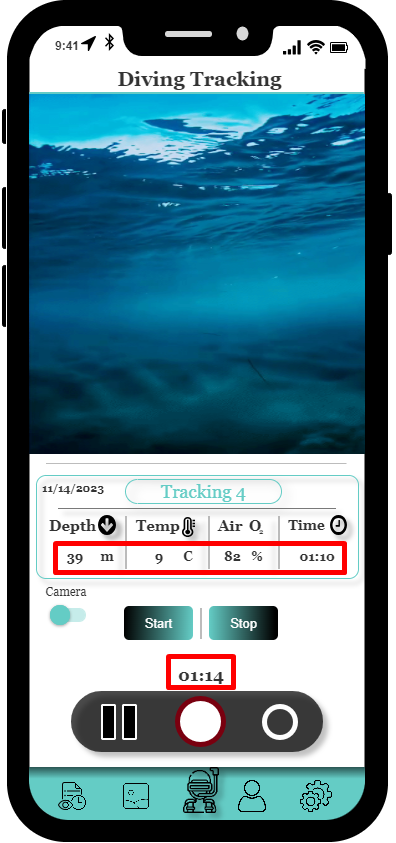 9:41
Diving Tracking
11/14/2023
Tracking 4
Depth Temp Air O₂ Time
39 m 9 C 82 % 01:10
Camera
Start Stop
01:14